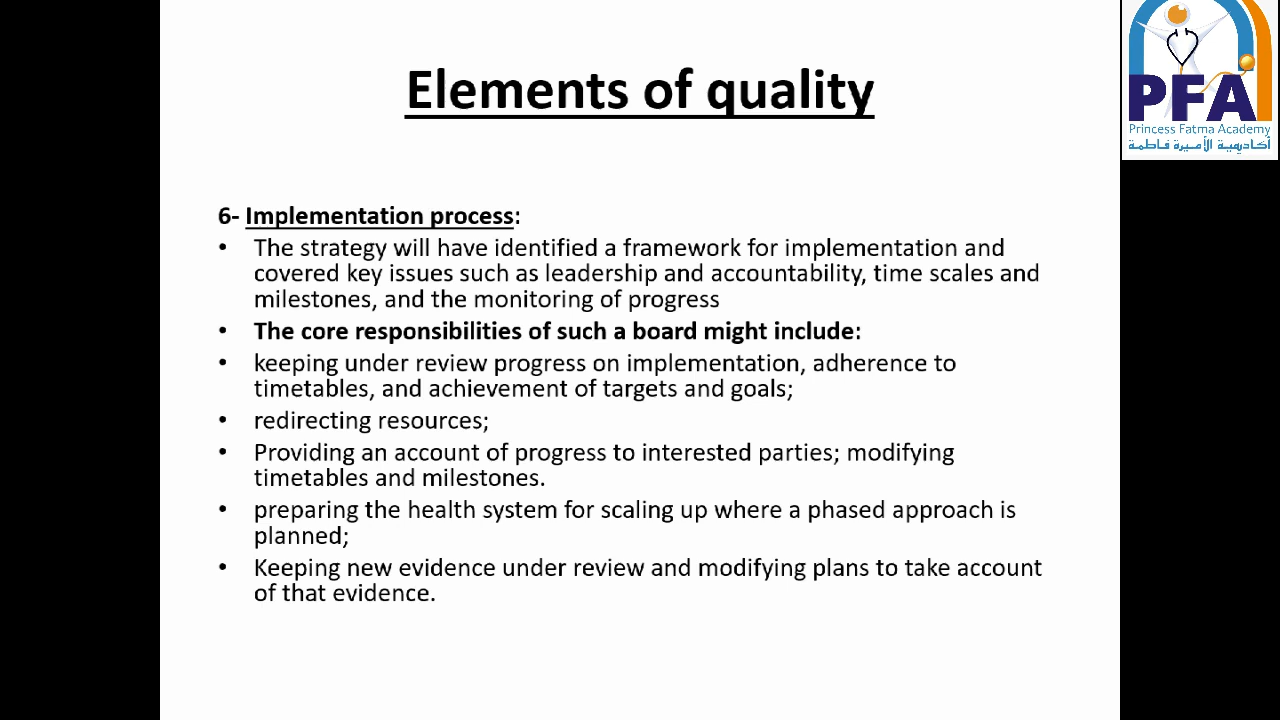 PFA
Princess Fatma Academy
أكاديمية الأميرة فاطمة
Elements of quality
6- Implementation process:
• The strategy will have identified a framework for implementation and
covered key issues such as leadership and accountability, time scales and
milestones, and the monitoring of progress
• The core responsibilities of such a board might include:
• keeping under review progress on implementation, adherence to
timetables, and achievement of targets and goals;
• redirecting resources;
• Providing an account of progress to interested parties; modifying
timetables and milestones.
• preparing the health system for scaling up where a phased approach is
planned;
• Keeping new evidence under review and modifying plans to take account
of that evidence.